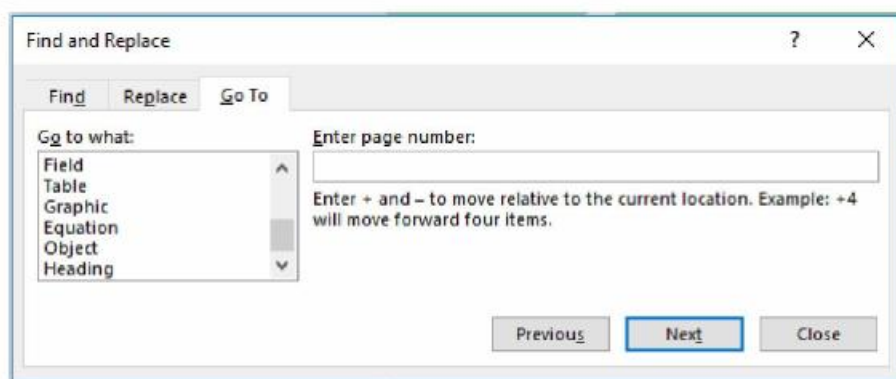 Find and Replace
? ×
Find Replace Go To
Go to what:
Field
Table
Graphic
Equation
Object
Heading
Enter page number:
Enter + and – to move relative to the current location. Example: +4
will move forward four items.
Previous Next Close